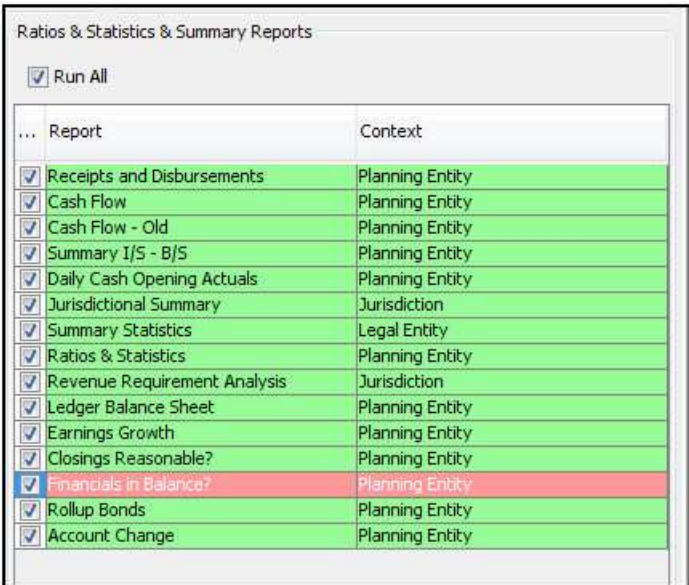 Ratios & Statistics & Summary Reports
Run All
... Report Context
Receipts and Disbursements Planning Entity
Cash Flow Planning Entity
Cash Flow - Old Planning Entity
Summary I/S - B/S Planning Entity
Daily Cash Opening Actuals Planning Entity
Jurisdictional Summary Jurisdiction
Summary Statistics Legal Entity
Ratios & Statistics Planning Entity
Revenue Requirement Analysis Jurisdiction
Ledger Balance Sheet Planning Entity
Earnings Growth Planning Entity
Closings Reasonable? Planning Entity
Financials in Balance? Planning Entity
Rollup Bonds Planning Entity
Account Change Planning Entity